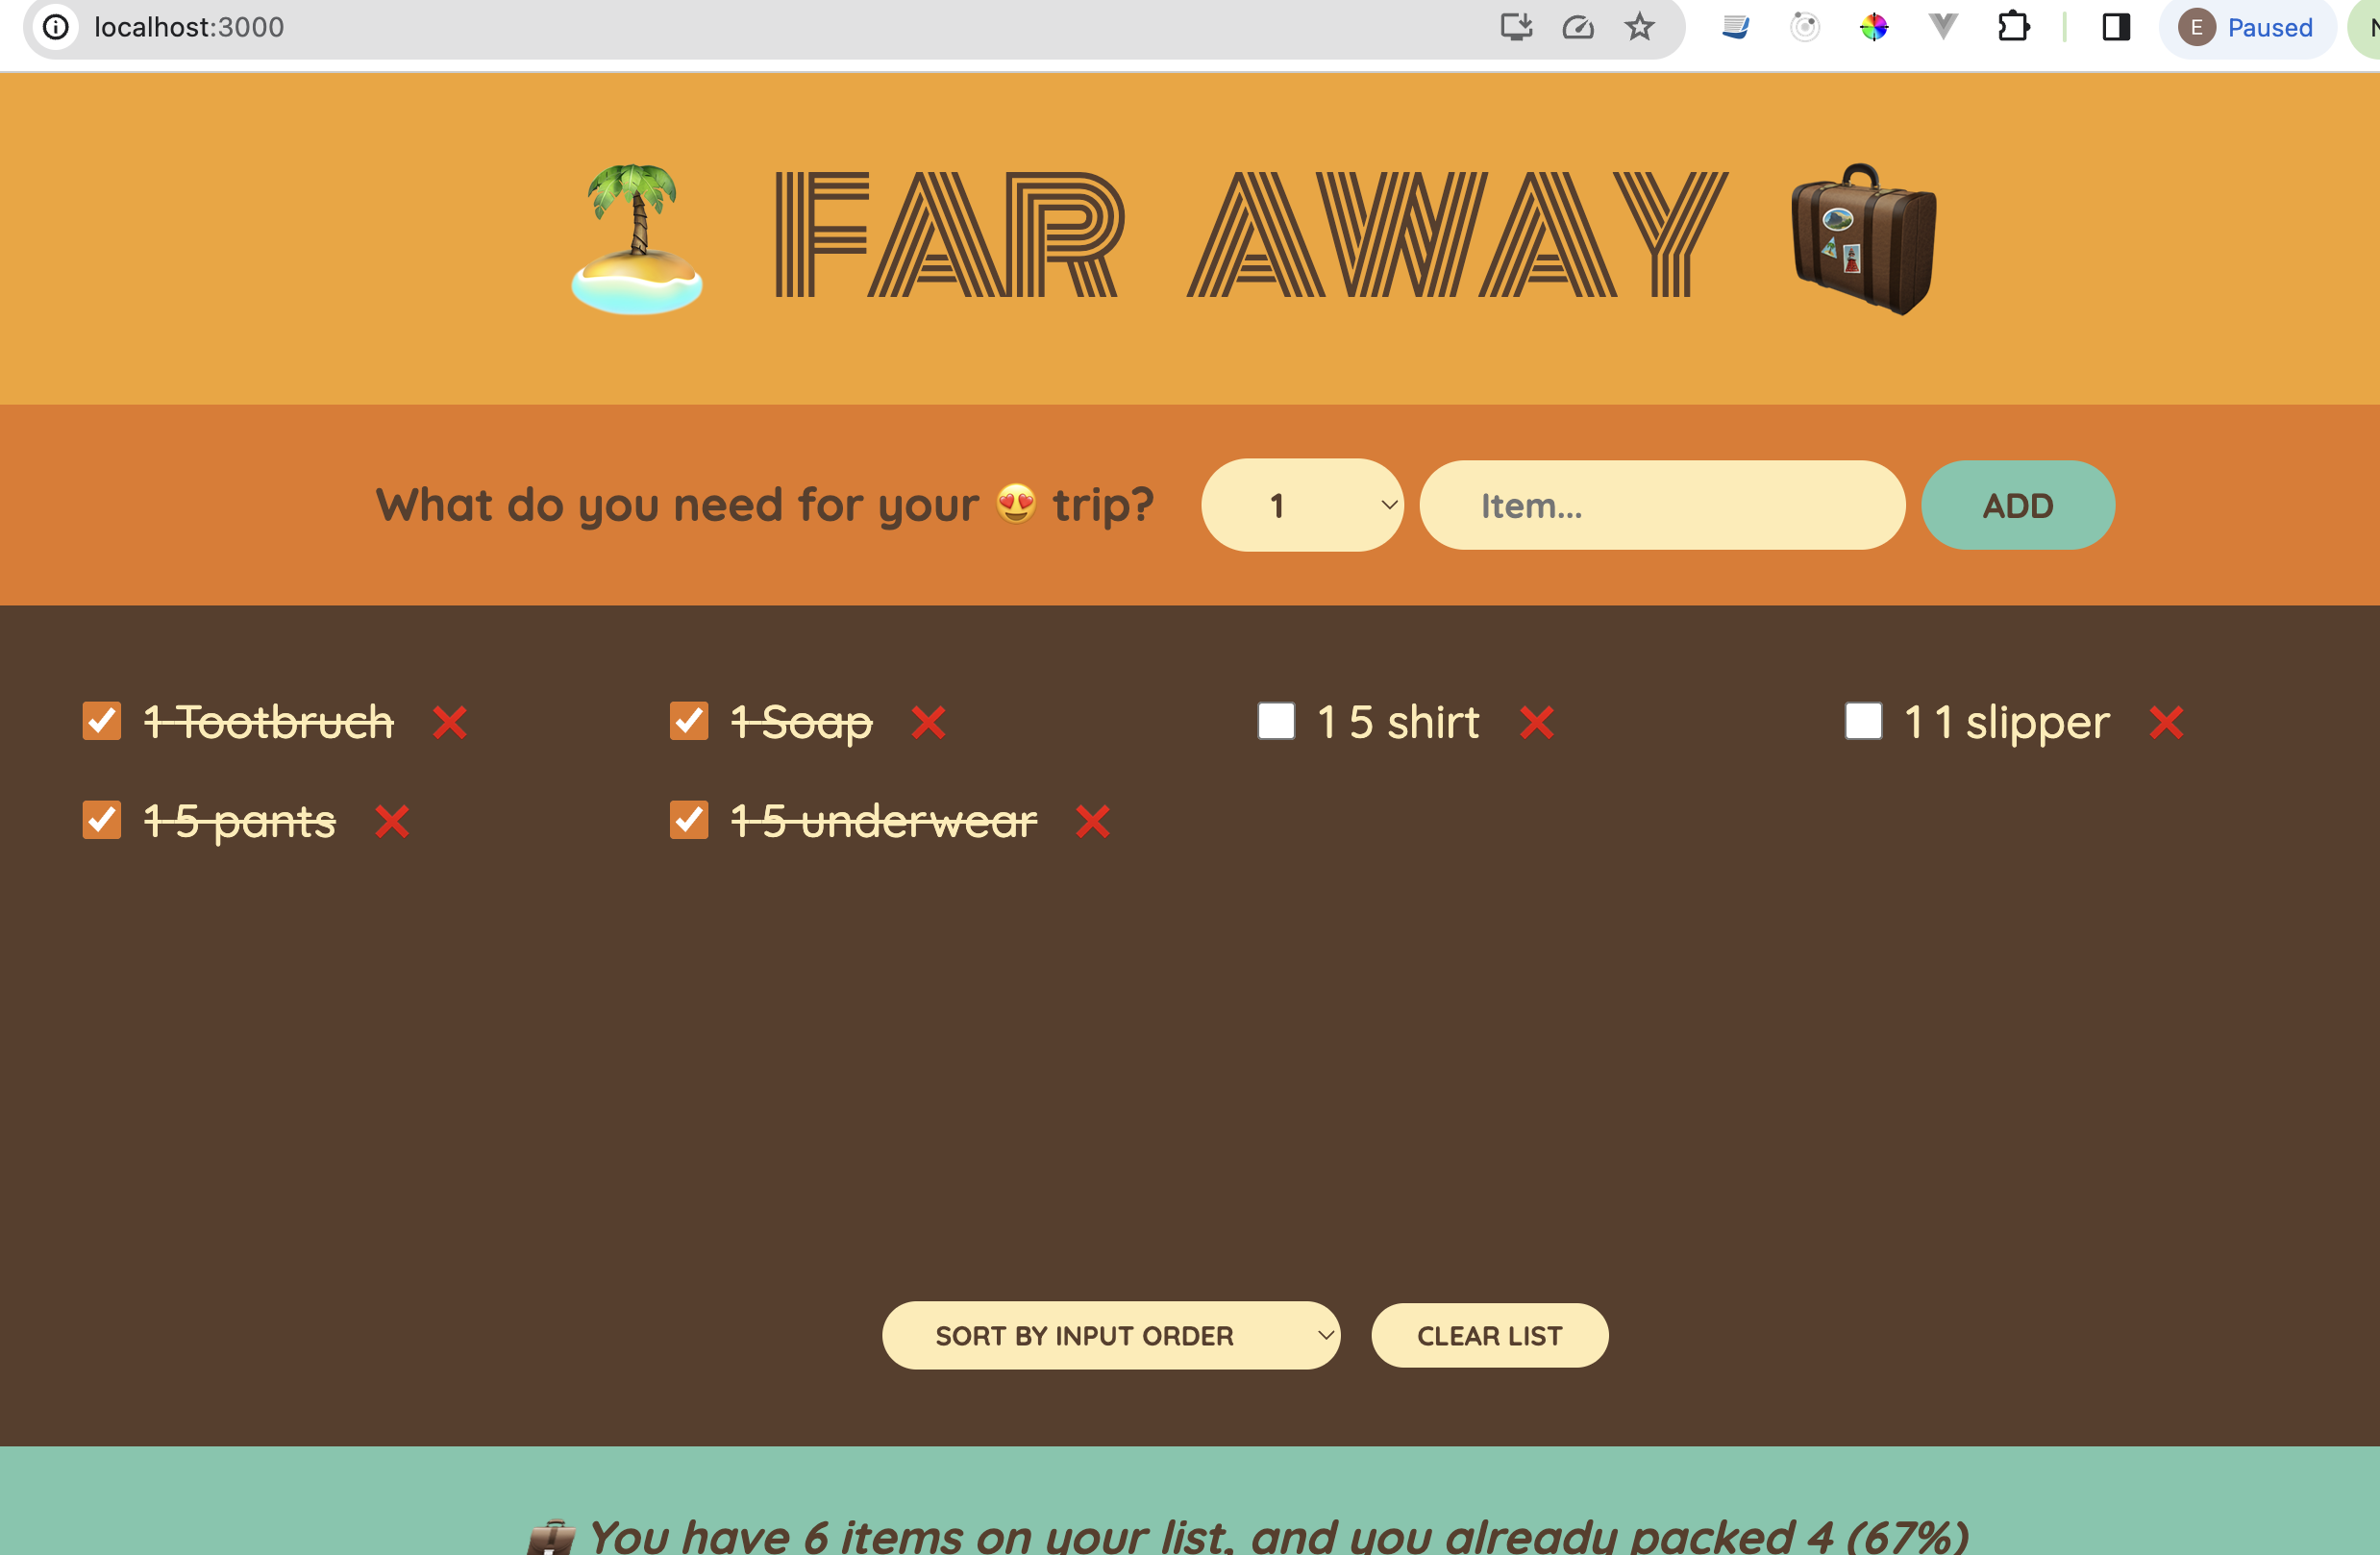 localhost:3000
E Paused
FAR AWAY
What do you need for your 😍 trip? 1 Item... ADD
1 Tootbruch ❌ 1 Soap ❌ 1 5 shirt ❌ 1 1 slipper ❌
1 5 pants ❌ 1 5 underwear ❌
SORT BY INPUT ORDER CLEAR LIST
You have 6 items on your list, and you already packed 4 (67%)